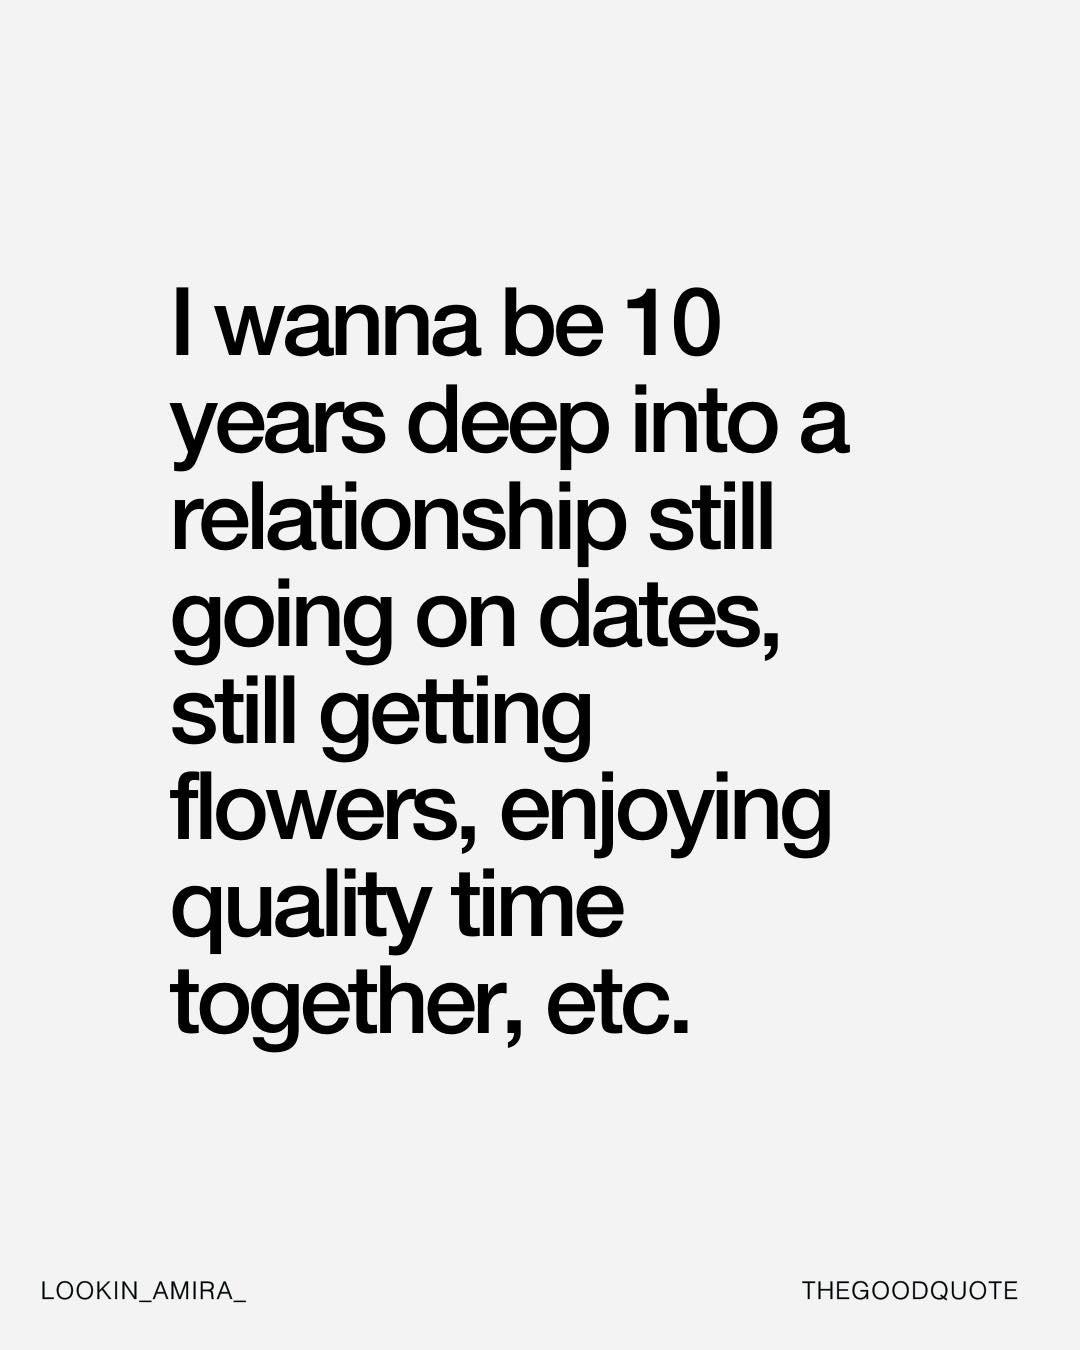 I wanna be 10
years deep into a
relationship still
going on dates,
still getting
flowers, enjoying
quality time
together, etc.
LOOKIN_AMIRA_
THEGOODQUOTE